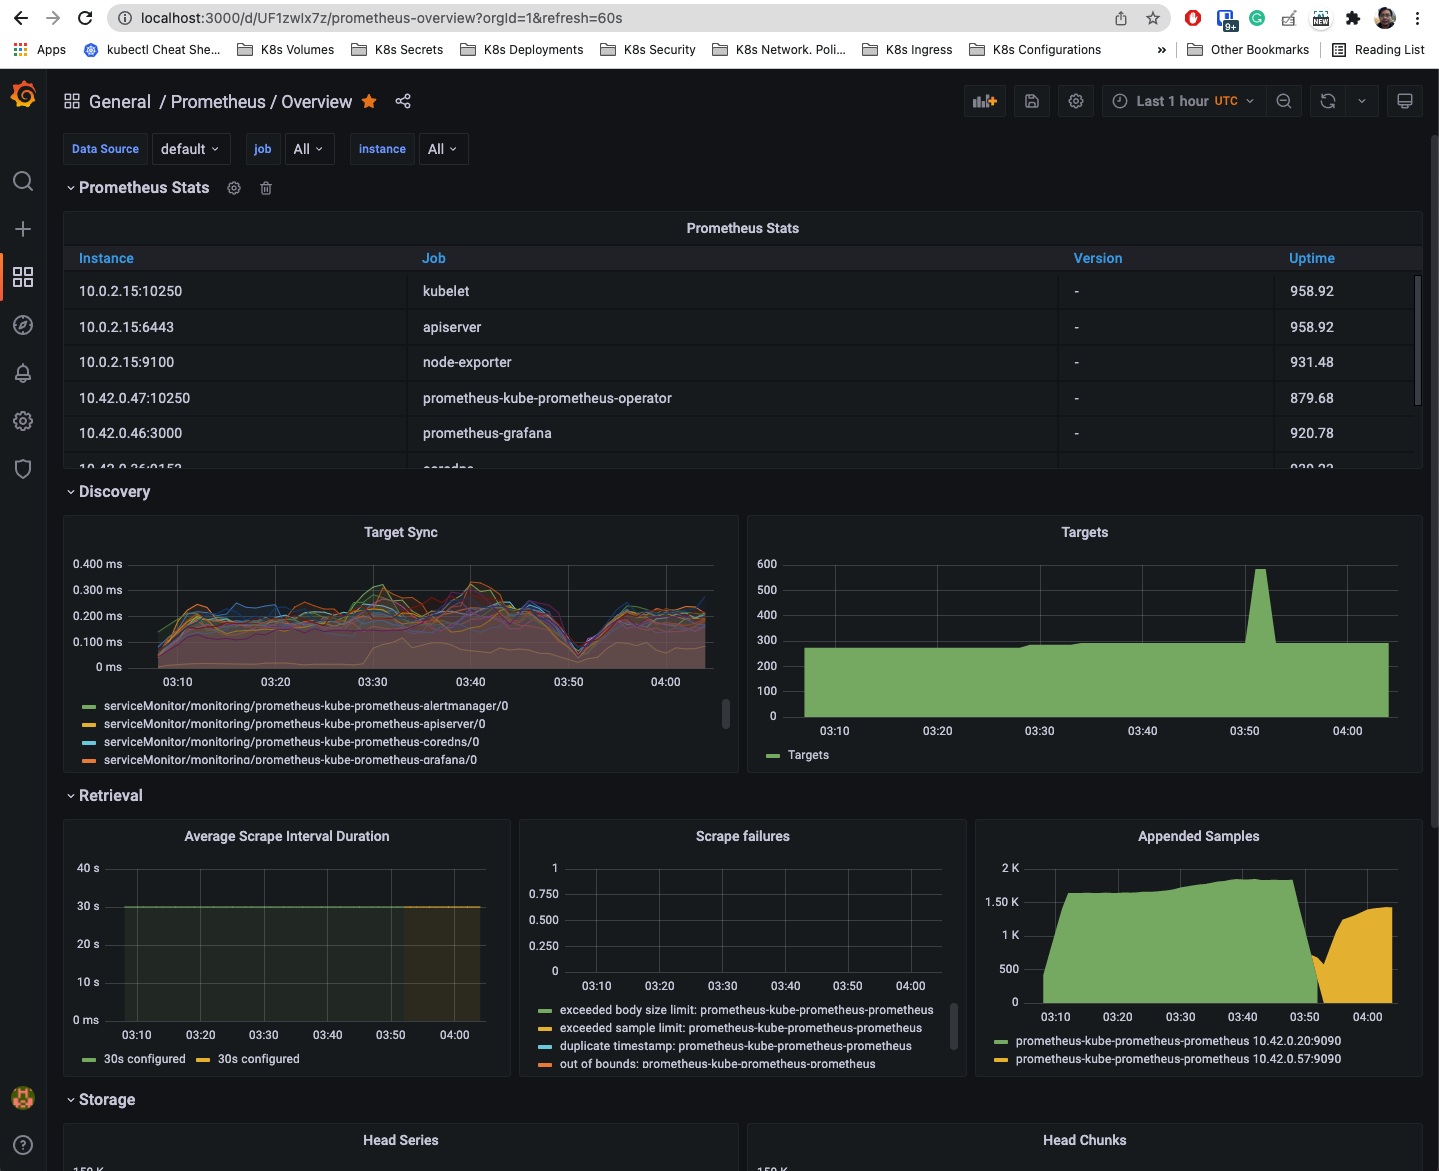 localhost:3000/d/UF1zwlx7z/prometheus-overview?orgId=1&refresh=60s
9+
NEW
Apps kubectl Cheat She... K8s Volumes K8s Secrets K8s Deployments K8s Security K8s Network. Poli... K8s Ingress K8s Configurations » Other Bookmarks Reading List
General / Prometheus / Overview
Last 1 hour UTC
Data Source default job All instance All
Prometheus Stats
Prometheus Stats
Instance Job Version Uptime
10.0.2.15:10250 kubelet - 958.92
10.0.2.15:6443 apiserver - 958.92
10.0.2.15:9100 node-exporter - 931.48
10.42.0.47:10250 prometheus-kube-prometheus-operator - 879.68
10.42.0.46:3000 prometheus-grafana - 920.78
Discovery
Target Sync
0.400 ms
0.300 ms
0.200 ms
0.100 ms
0 ms
03:10 03:20 03:30 03:40 03:50 04:00
serviceMonitor/monitoring/prometheus-kube-prometheus-alertmanager/0
serviceMonitor/monitoring/prometheus-kube-prometheus-apiserver/0
serviceMonitor/monitoring/prometheus-kube-prometheus-coredns/0
serviceMonitor/monitoring/prometheus-kube-prometheus-grafana/0
Targets
600
500
400
300
200
100
0
03:10 03:20 03:30 03:40 03:50 04:00
Targets
Retrieval
Average Scrape Interval Duration
40 s
30 s
20 s
10 s
0 ms
03:10 03:20 03:30 03:40 03:50 04:00
30s configured 30s configured
Scrape failures
1
0.750
0.500
0.250
0
03:10 03:20 03:30 03:40 03:50 04:00
exceeded body size limit: prometheus-kube-prometheus-prometheus
exceeded sample limit: prometheus-kube-prometheus-prometheus
duplicate timestamp: prometheus-kube-prometheus-prometheus
out of bounds: prometheus-kube-prometheus-prometheus
Appended Samples
2 K
1.50 K
1 K
500
0
03:10 03:20 03:30 03:40 03:50 04:00
prometheus-kube-prometheus-prometheus 10.42.0.20:9090
prometheus-kube-prometheus-prometheus 10.42.0.57:9090
Storage
Head Series
150 K
Head Chunks
150 K